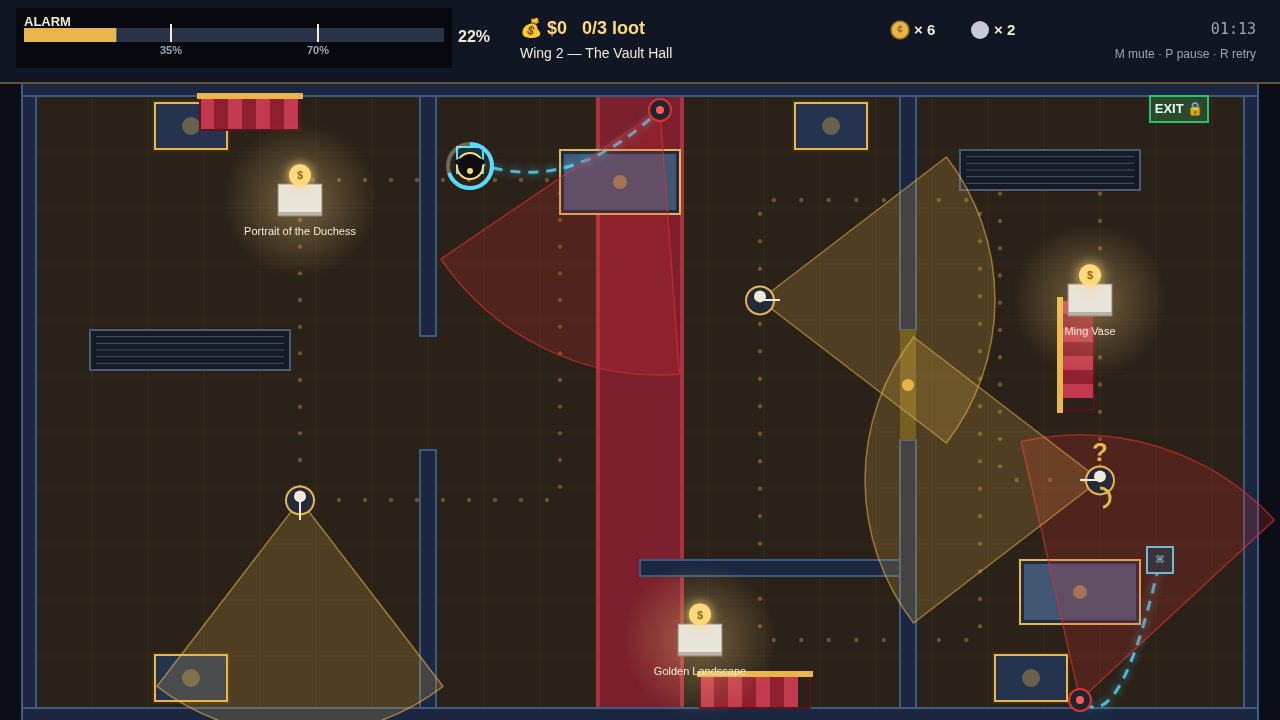 ALARM
35%
70%
22%
💰 $0 0/3 loot
Wing 2 — The Vault Hall
¢ × 6
× 2
01:13
M mute · P pause · R retry
EXIT 🔒
$
Portrait of the Duchess
$
Ming Vase
?
⌘
$
Golden Landscape